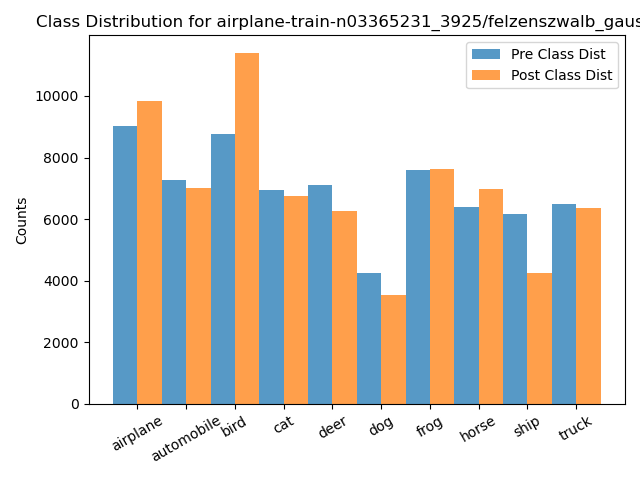 Class Distribution for airplane-train-n03365231_3925/felzenszwalb_gaus
Pre Class Dist
Post Class Dist
Counts
10000
8000
6000
4000
2000
0
airplane
automobile
bird
cat
deer
dog
frog
horse
ship
truck